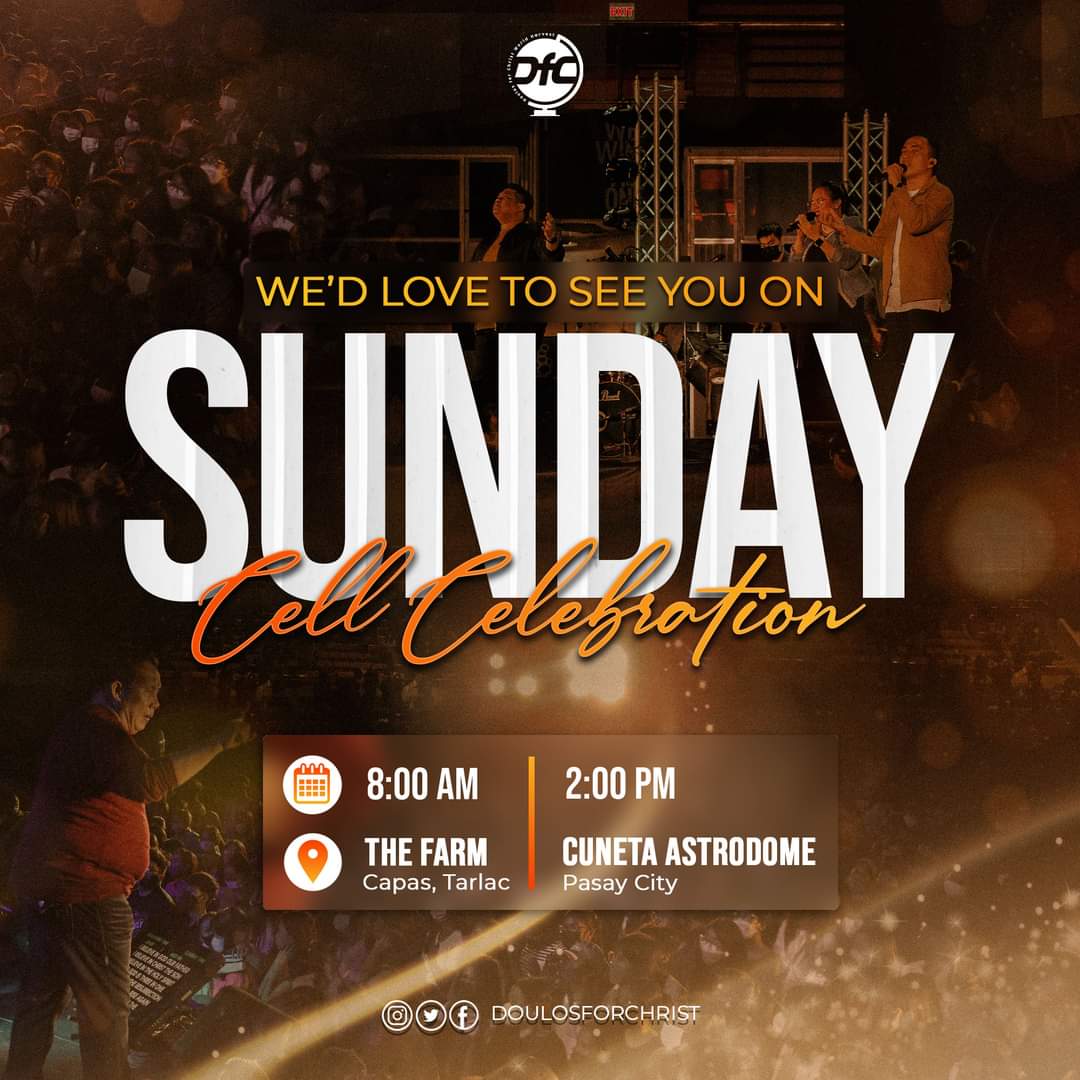 EXIT
DfC
WE'D LOVE TO SEE YOU ON
SUNDAY
Cell Celebration
8:00 AM
THE FARM
Capas, Tarlac
2:00 PM
CUNETA ASTRODOME
Pasay City
DOULOSFORCHRIST